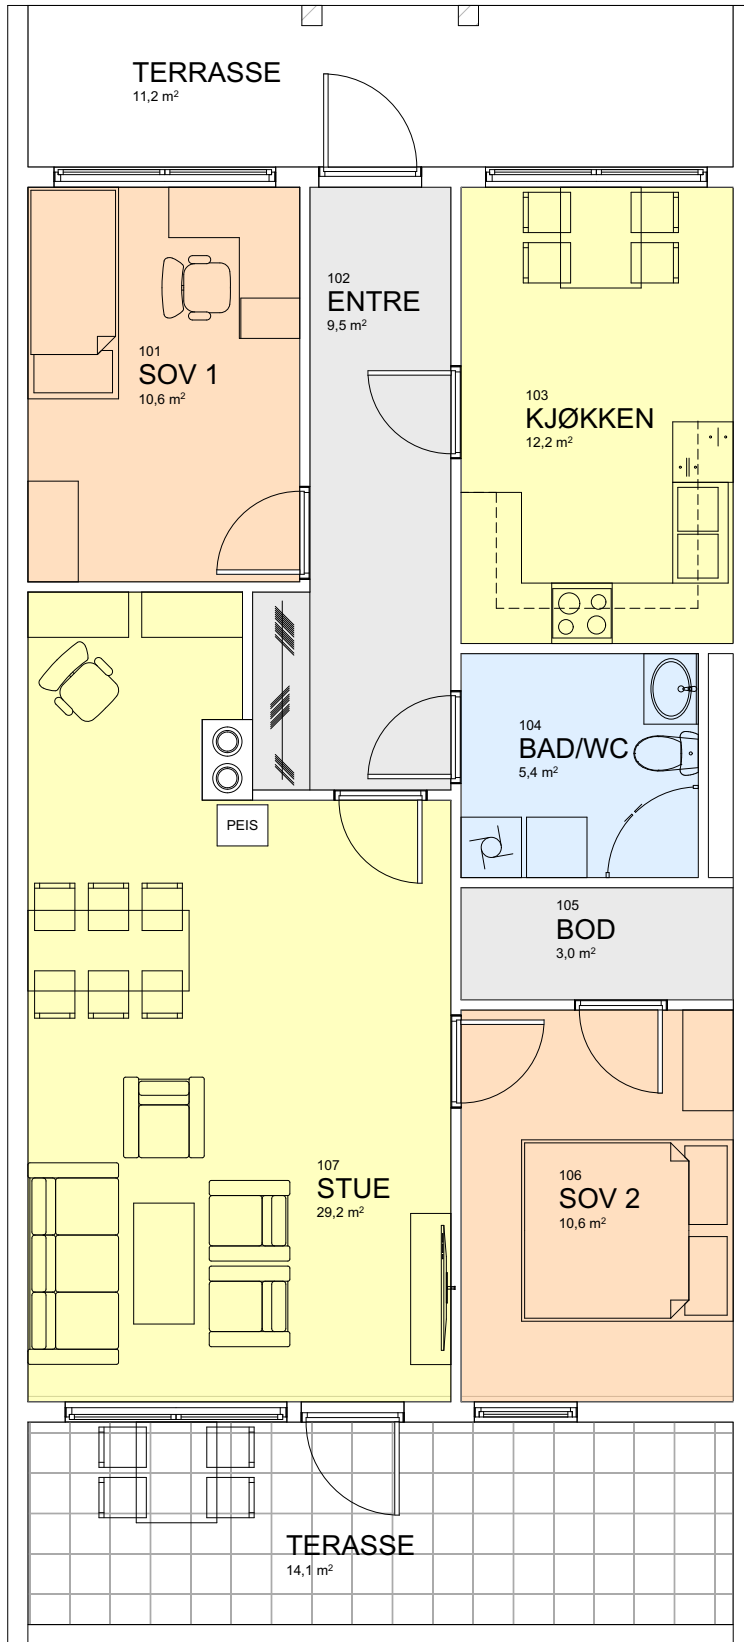 TERRASSE
11,2 m²
102
ENTRE
9,5 m²
101
SOV 1
10,6 m²
103
KJØKKEN
12,2 m²
104
BAD/WC
5,4 m²
PEIS
105
BOD
3,0 m²
107
STUE
29,2 m²
106
SOV 2
10,6 m²
TERASSE
14,1 m²